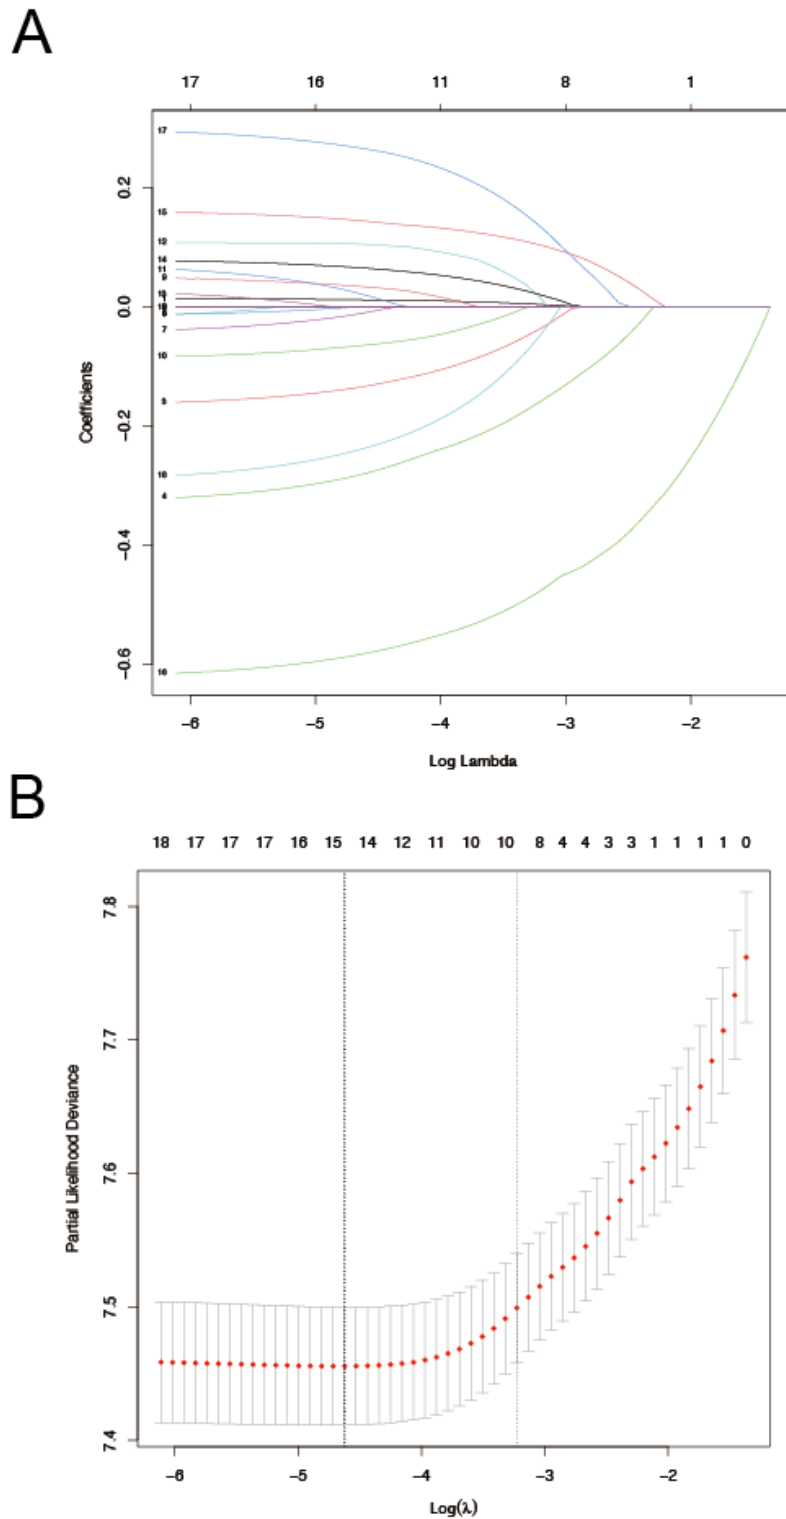 A
17 16 11 8 1
17
15
12
14
11
9
7
10
4
16
0.2
0.0
−0.2
−0.4
−0.6
Coefficients
−6 −5 −4 −3 −2
Log Lambda
B
18 17 17 17 16 15 14 12 11 10 10 8 4 4 3 3 1 1 1 1 0
7.8
7.7
7.6
7.5
7.4
Partial Likelihood Deviance
−6 −5 −4 −3 −2
Log(λ)